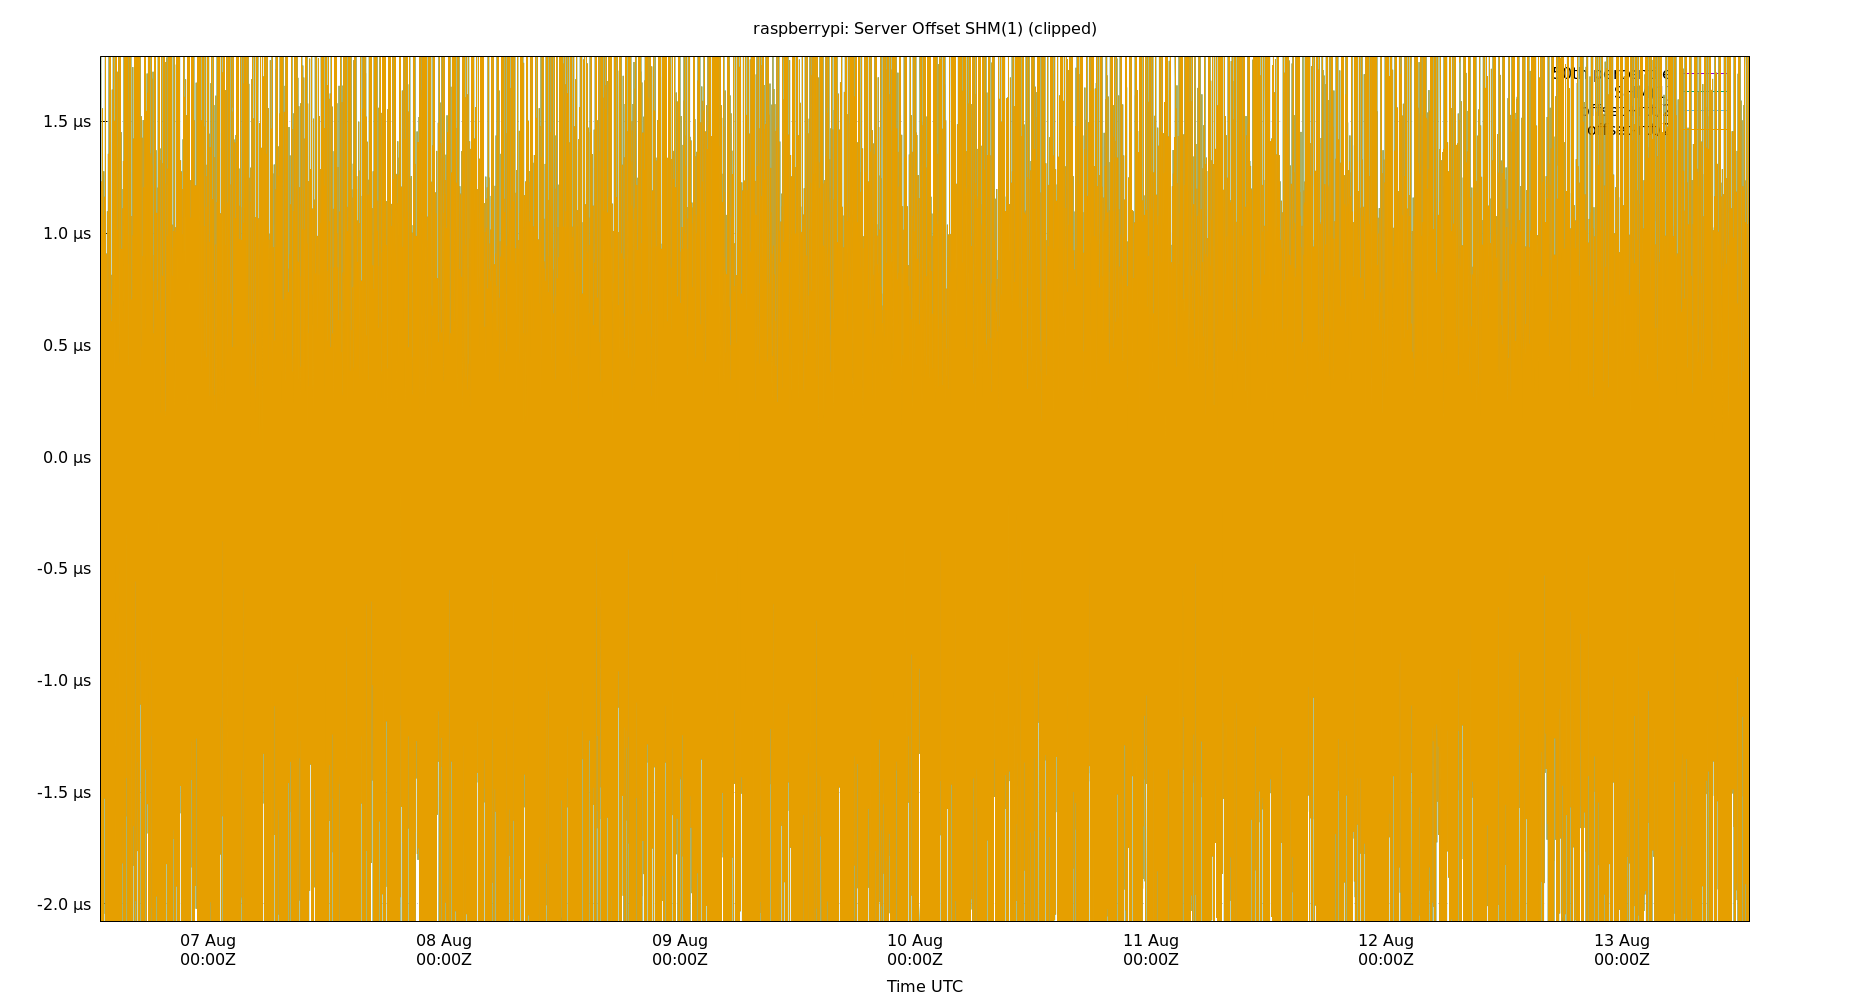 raspberrypi: Server Offset SHM(1) (clipped)
1.5 µs
1.0 µs
0.5 µs
0.0 µs
-0.5 µs
-1.0 µs
-1.5 µs
-2.0 µs
07 Aug 08 Aug 09 Aug 10 Aug 11 Aug 12 Aug 13 Aug
00:00Z 00:00Z 00:00Z 00:00Z 00:00Z 00:00Z 00:00Z
Time UTC